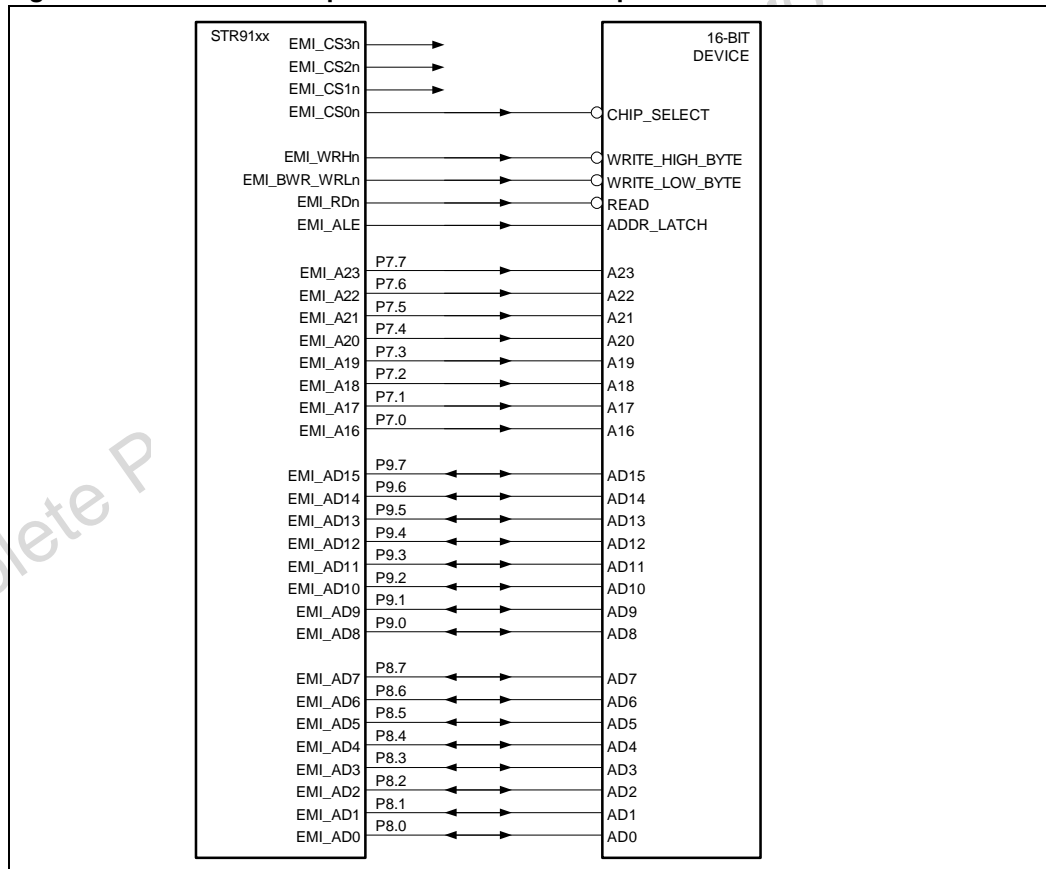 STR91xx
16-BIT
DEVICE
EMI_CS3n
EMI_CS2n
EMI_CS1n
EMI_CS0n CHIP_SELECT
EMI_WRHn WRITE_HIGH_BYTE
EMI_BWR_WRLn WRITE_LOW_BYTE
EMI_RDn READ
EMI_ALE ADDR_LATCH
EMI_A23 P7.7 A23
EMI_A22 P7.6 A22
EMI_A21 P7.5 A21
EMI_A20 P7.4 A20
EMI_A19 P7.3 A19
EMI_A18 P7.2 A18
EMI_A17 P7.1 A17
EMI_A16 P7.0 A16
EMI_AD15 P9.7 AD15
EMI_AD14 P9.6 AD14
EMI_AD13 P9.5 AD13
EMI_AD12 P9.4 AD12
EMI_AD11 P9.3 AD11
EMI_AD10 P9.2 AD10
EMI_AD9 P9.1 AD9
EMI_AD8 P9.0 AD8
EMI_AD7 P8.7 AD7
EMI_AD6 P8.6 AD6
EMI_AD5 P8.5 AD5
EMI_AD4 P8.4 AD4
EMI_AD3 P8.3 AD3
EMI_AD2 P8.2 AD2
EMI_AD1 P8.1 AD1
EMI_AD0 P8.0 AD0
lete P